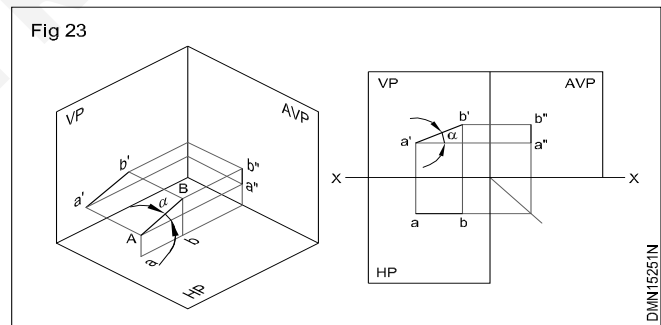 Fig 23
VP
AVP
b'
a'
b"
a"
B
α
A
b
a
HP
VP
AVP
b'
b"
a'
α
a"
X
X
a
b
HP
DMN15251N